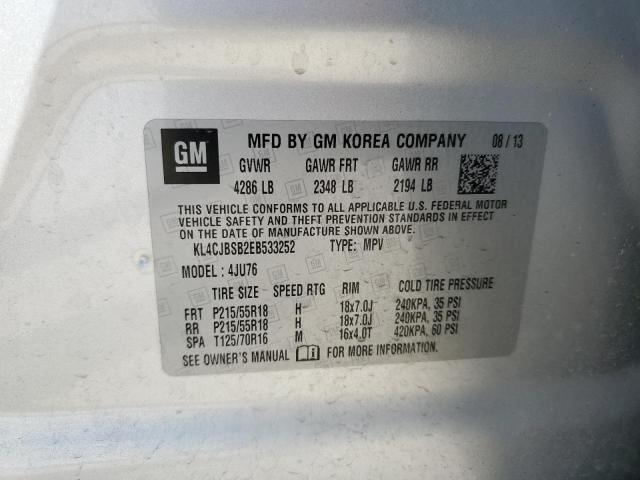 GM MFD BY GM KOREA COMPANY 08/13
GVWR GAWR FRT GAWR RR
4286 LB 2348 LB 2194 LB
THIS VEHICLE CONFORMS TO ALL APPLICABLE U.S. FEDERAL MOTOR
VEHICLE SAFETY AND THEFT PREVENTION STANDARDS IN EFFECT
ON THE DATE OF MANUFACTURE SHOWN ABOVE.
KL4CJBSB2EB533252 TYPE: MPV
MODEL: 4JU76
TIRE SIZE SPEED RTG RIM COLD TIRE PRESSURE
FRT P215/55R18 H 18x7.0J 240KPA, 35 PSI
RR P215/55R18 H 18x7.0J 240KPA, 35 PSI
SPA T125/70R16 M 16x4.0T 420KPA, 60 PSI
SEE OWNER'S MANUAL FOR MORE INFORMATION.